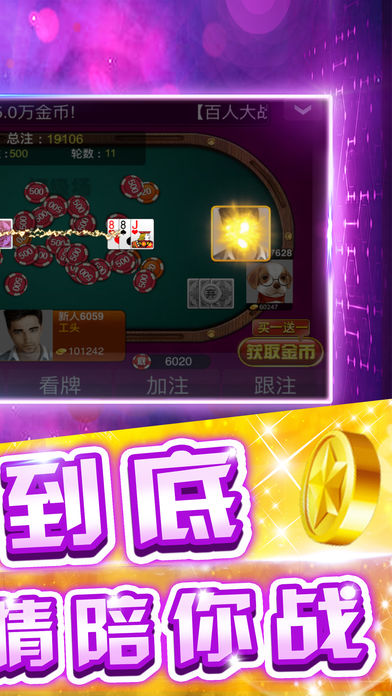 5.0万金币!
【百人大战
总注：19106
:500 轮数：11
500
8 8 J
7628
60247
新人6059
工头
101242
6020
买一送一
获取金币
看牌 加注 跟注
到底
情陪你战